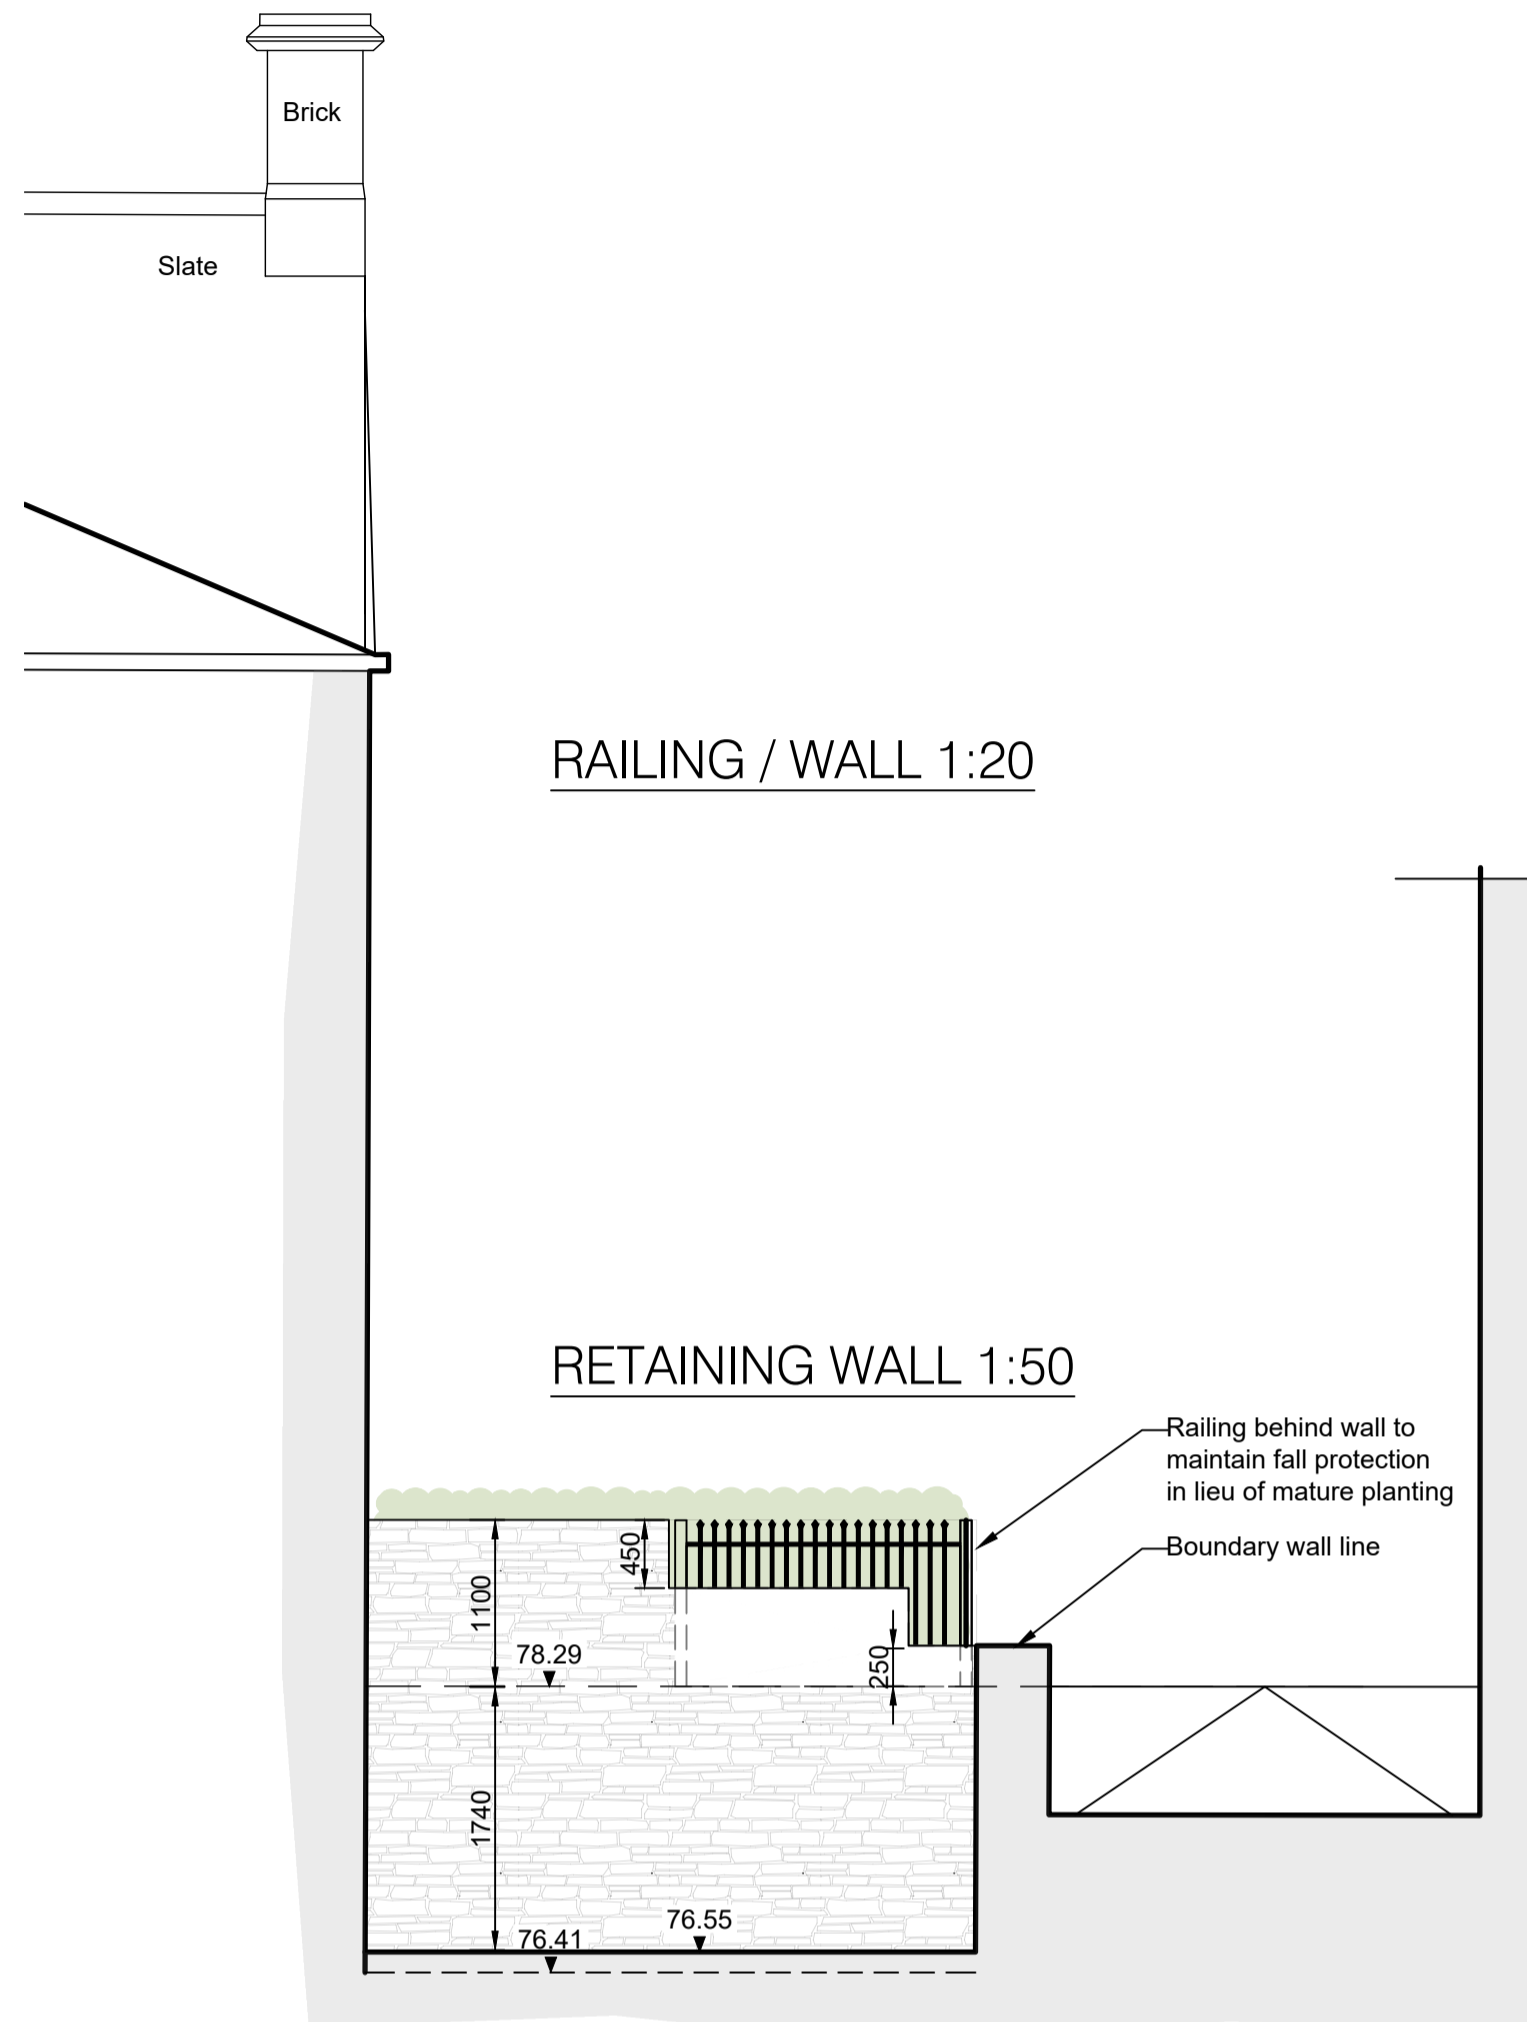 Brick
Slate
RAILING / WALL 1:20
RETAINING WALL 1:50
Railing behind wall to
maintain fall protection
in lieu of mature planting
Boundary wall line
450
1100
78.29
250
1740
76.55
76.41